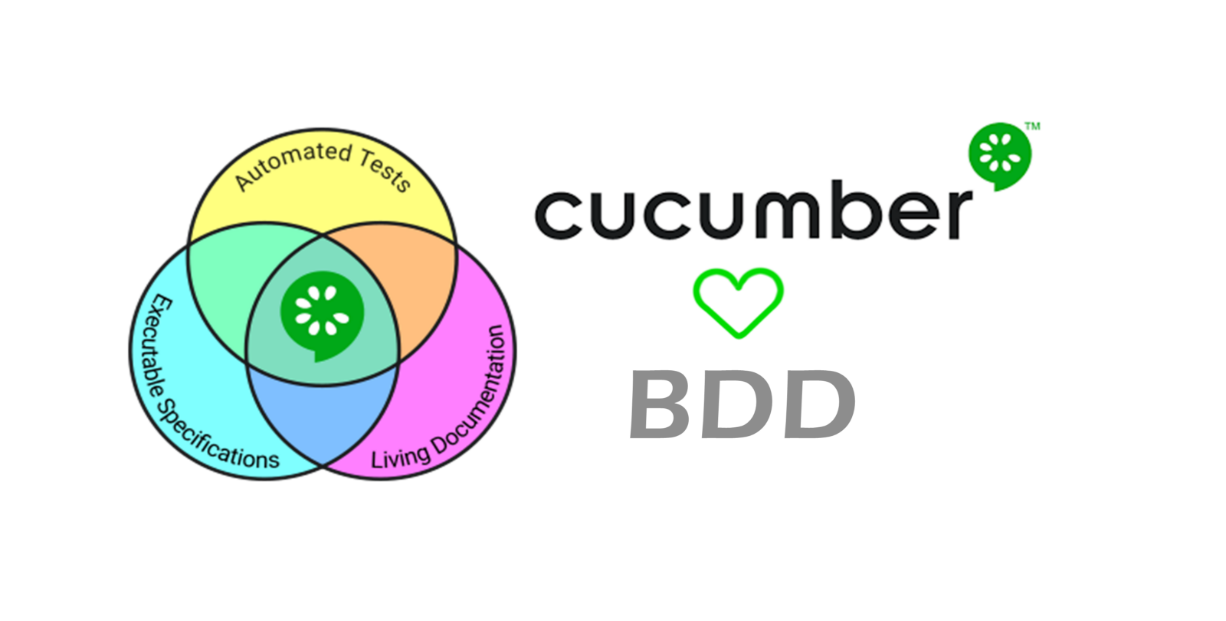 Automated Tests
Executable Specifications
Living Documentation
cucumber
TM
BDD